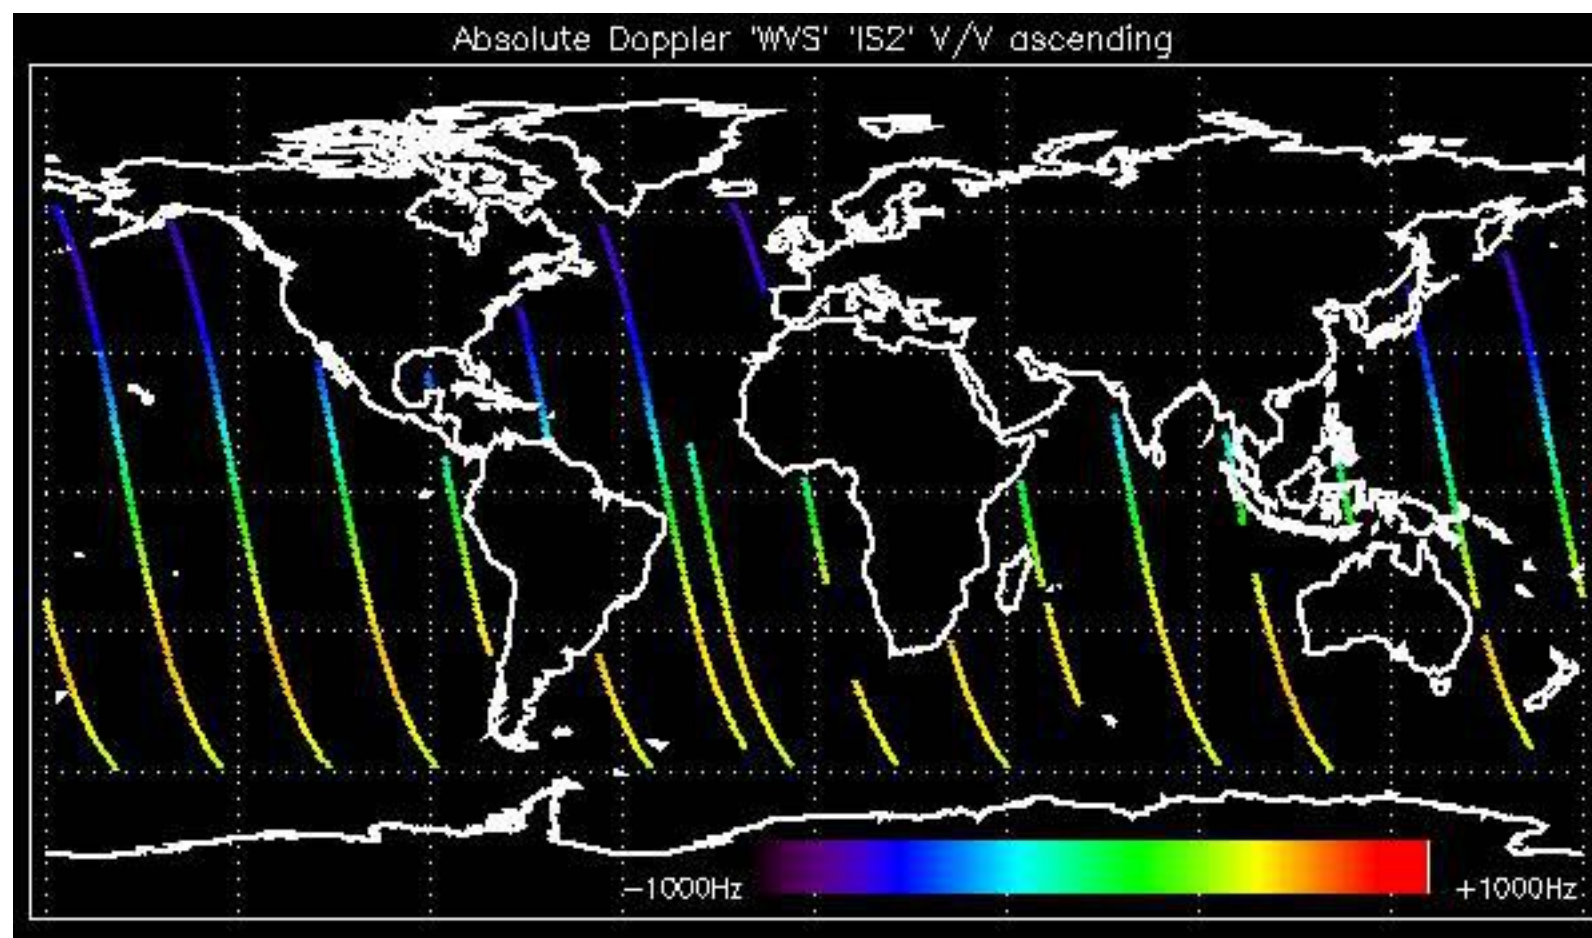 Absolute Doppler 'WVS' 'IS2' V/V ascending
-1000Hz +1000Hz